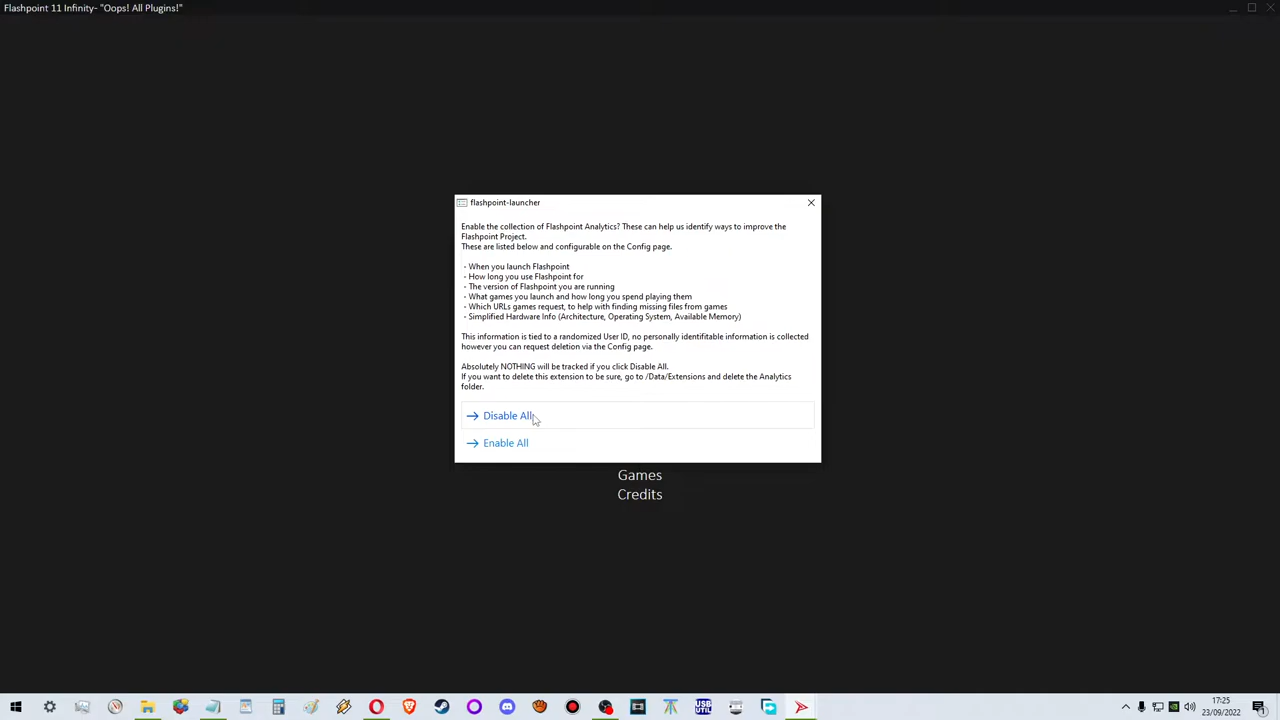 Flashpoint 11 Infinity- "Oops! All Plugins!"
flashpoint-launcher
Enable the collection of Flashpoint Analytics? These can help us identify ways to improve the
Flashpoint Project.
These are listed below and configurable on the Config page.
- When you launch Flashpoint
- How long you use Flashpoint for
- The version of Flashpoint you are running
- What games you launch and how long you spend playing them
- Which URLs games request, to help with finding missing files from games
- Simplified Hardware Info (Architecture, Operating System, Available Memory)
This information is tied to a randomized User ID, no personally identifitable information is collected
however you can request deletion via the Config page.
Absolutely NOTHING will be tracked if you click Disable All.
If you want to delete this extension to be sure, go to /Data/Extensions and delete the Analytics
folder.
Disable All
Enable All
Games
Credits
USB
UTIL
17:25
23/09/2022